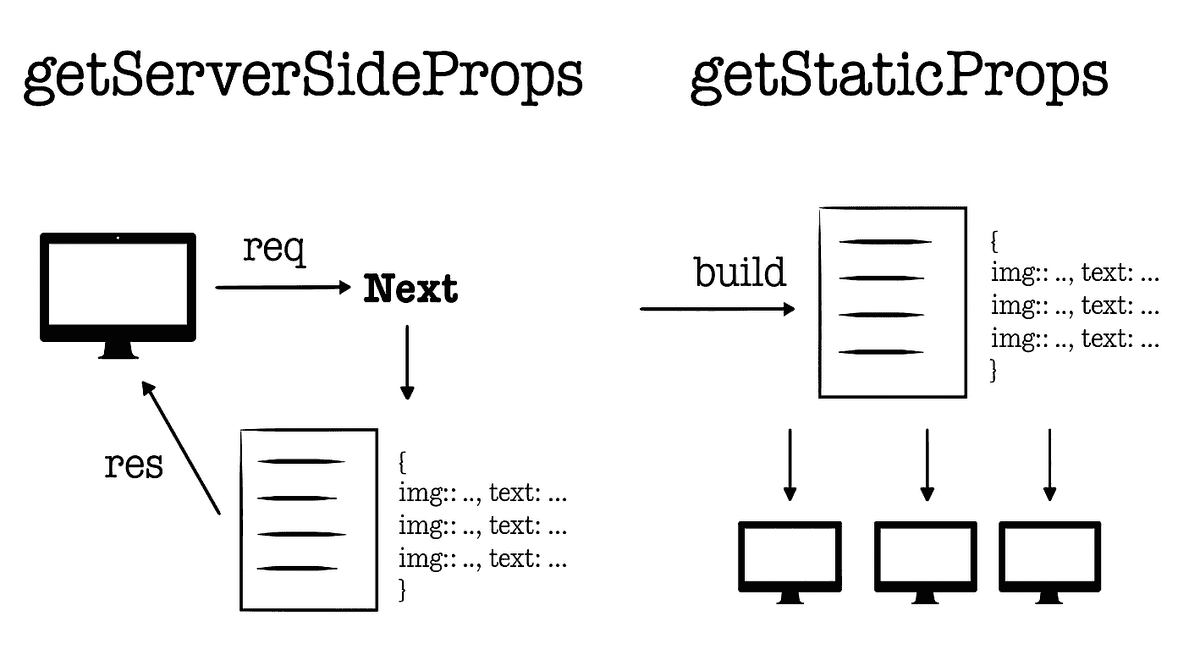 getServerSideProps
req
Next
res
{
img:: .., text: ...
img:: .., text: ...
img:: .., text: ...
}
getStaticProps
build
{
img:: .., text: ...
img:: .., text: ...
img:: .., text: ...
}